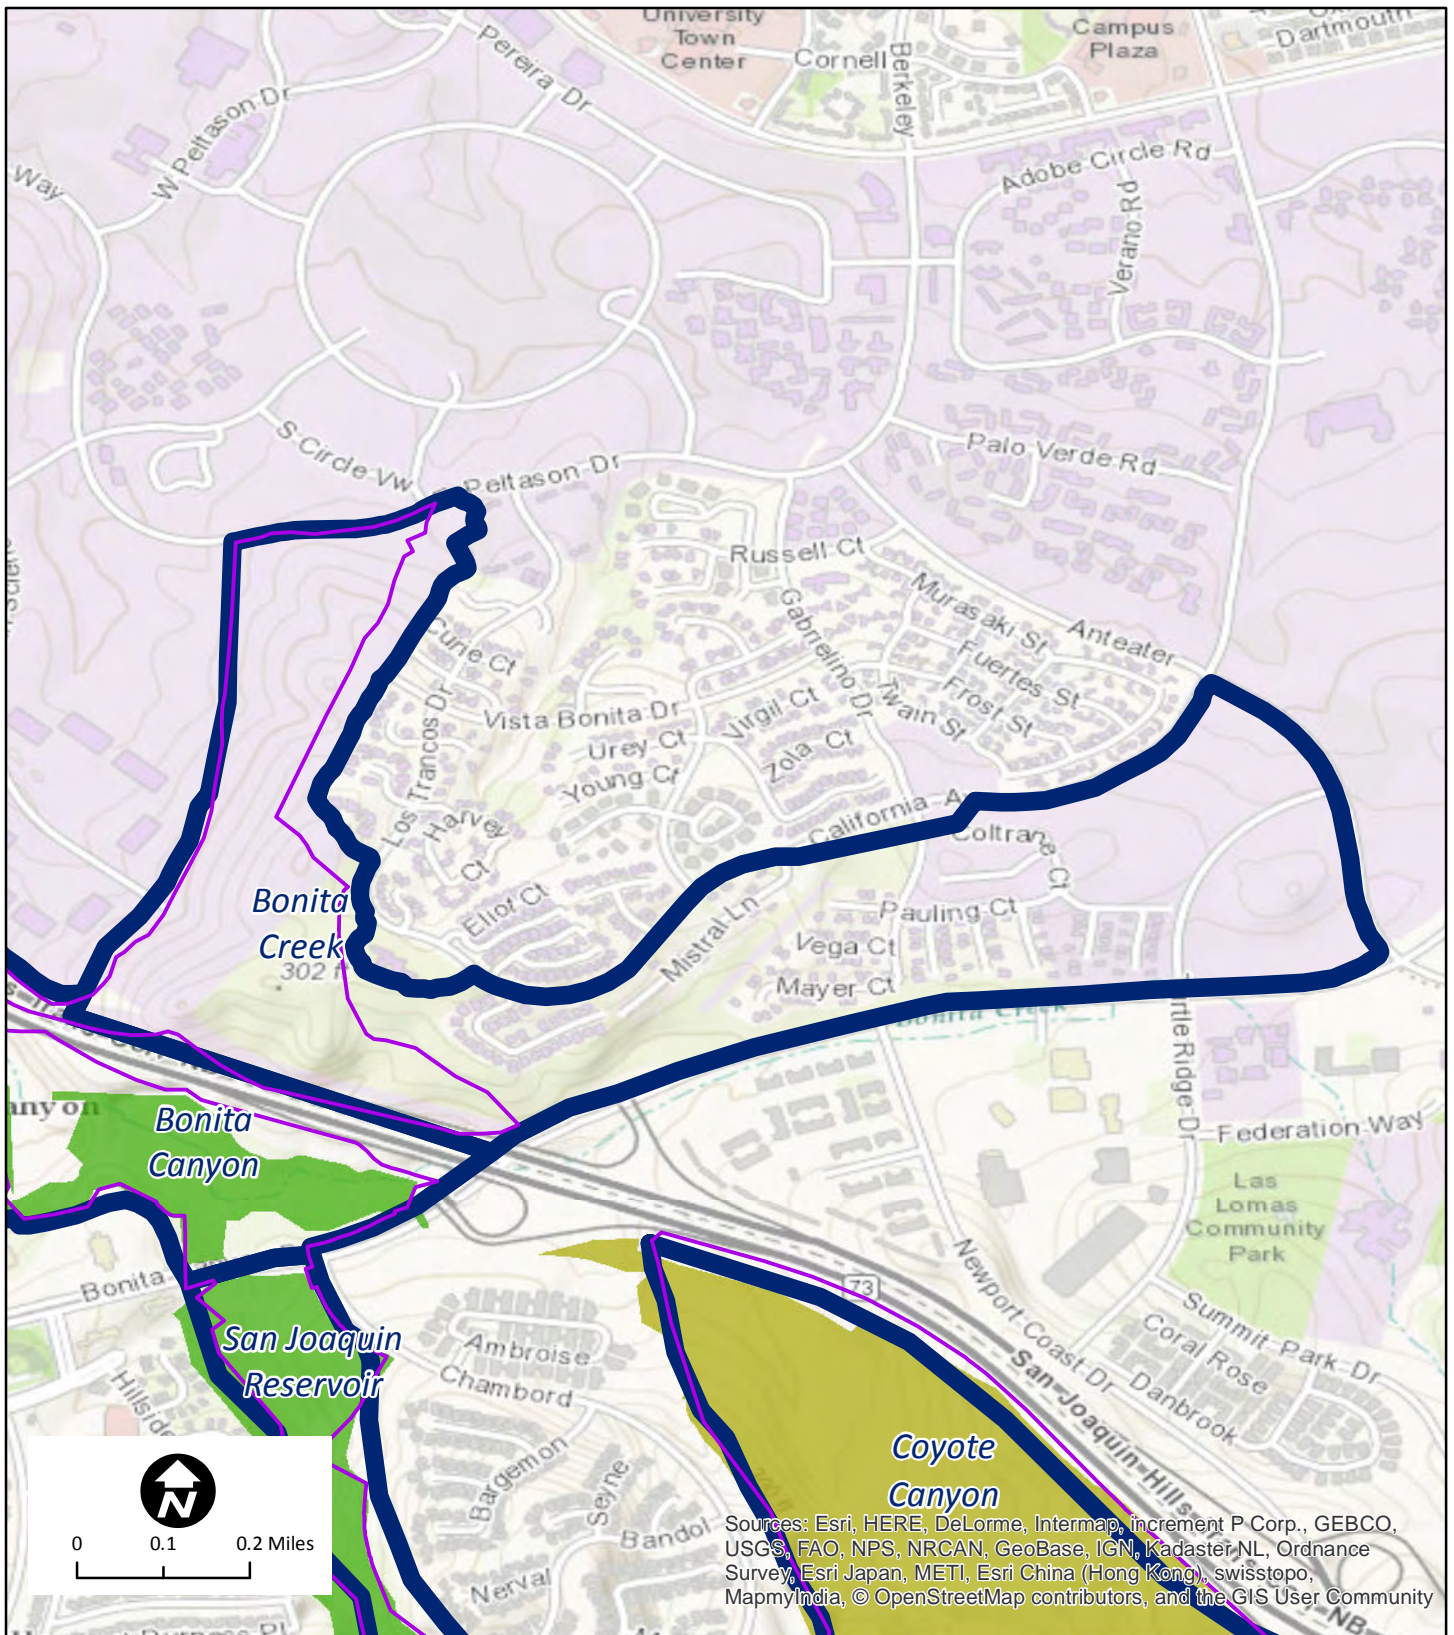 University
Town
Center
Cornell
Berkeley
Campus
Plaza
Dartmouth
Pereira Dr
W Peltason Dr
Way
Adobe Circle Rd
Verano Rd
S Circle Vw
Peltason Dr
Palo Verde Rd
Russell Ct
Murasaki St
Anteater
Gabrielino Dr
Fuertes St
Frost St
Twain St
Curie Ct
Vista Bonita Dr
Virgil Ct
Urey Ct
Zola Ct
Young Ct
Los Trancos Dr
Harvey
Ct
California
Coltrane Ct
Bonita
Creek
302
Eliot Ct
Mistral Ln
Pauling Ct
Vega Ct
Mayer Ct
Bonita Creek
Turtle Ridge Dr
Bonita
Canyon
Federation Way
Las
Lomas
Community
Park
Bonita
San Joaquin
Reservoir
Hillside
Ambroise
Chambord
73
Newport Coast Dr
Summit Park Dr
Coral Rose
Danbrook
San Joaquin Hills
NB
Bargemon
Seyne
Bandol
Nerval
Coyote
Canyon
N
0 0.1 0.2 Miles
Sources: Esri, HERE, DeLorme, Intermap, increment P Corp., GEBCO,
USGS, FAO, NPS, NRCAN, GeoBase, IGN, Kadaster NL, Ordnance
Survey, Esri Japan, METI, Esri China (Hong Kong), swisstopo,
MapmyIndia, © OpenStreetMap contributors, and the GIS User Community